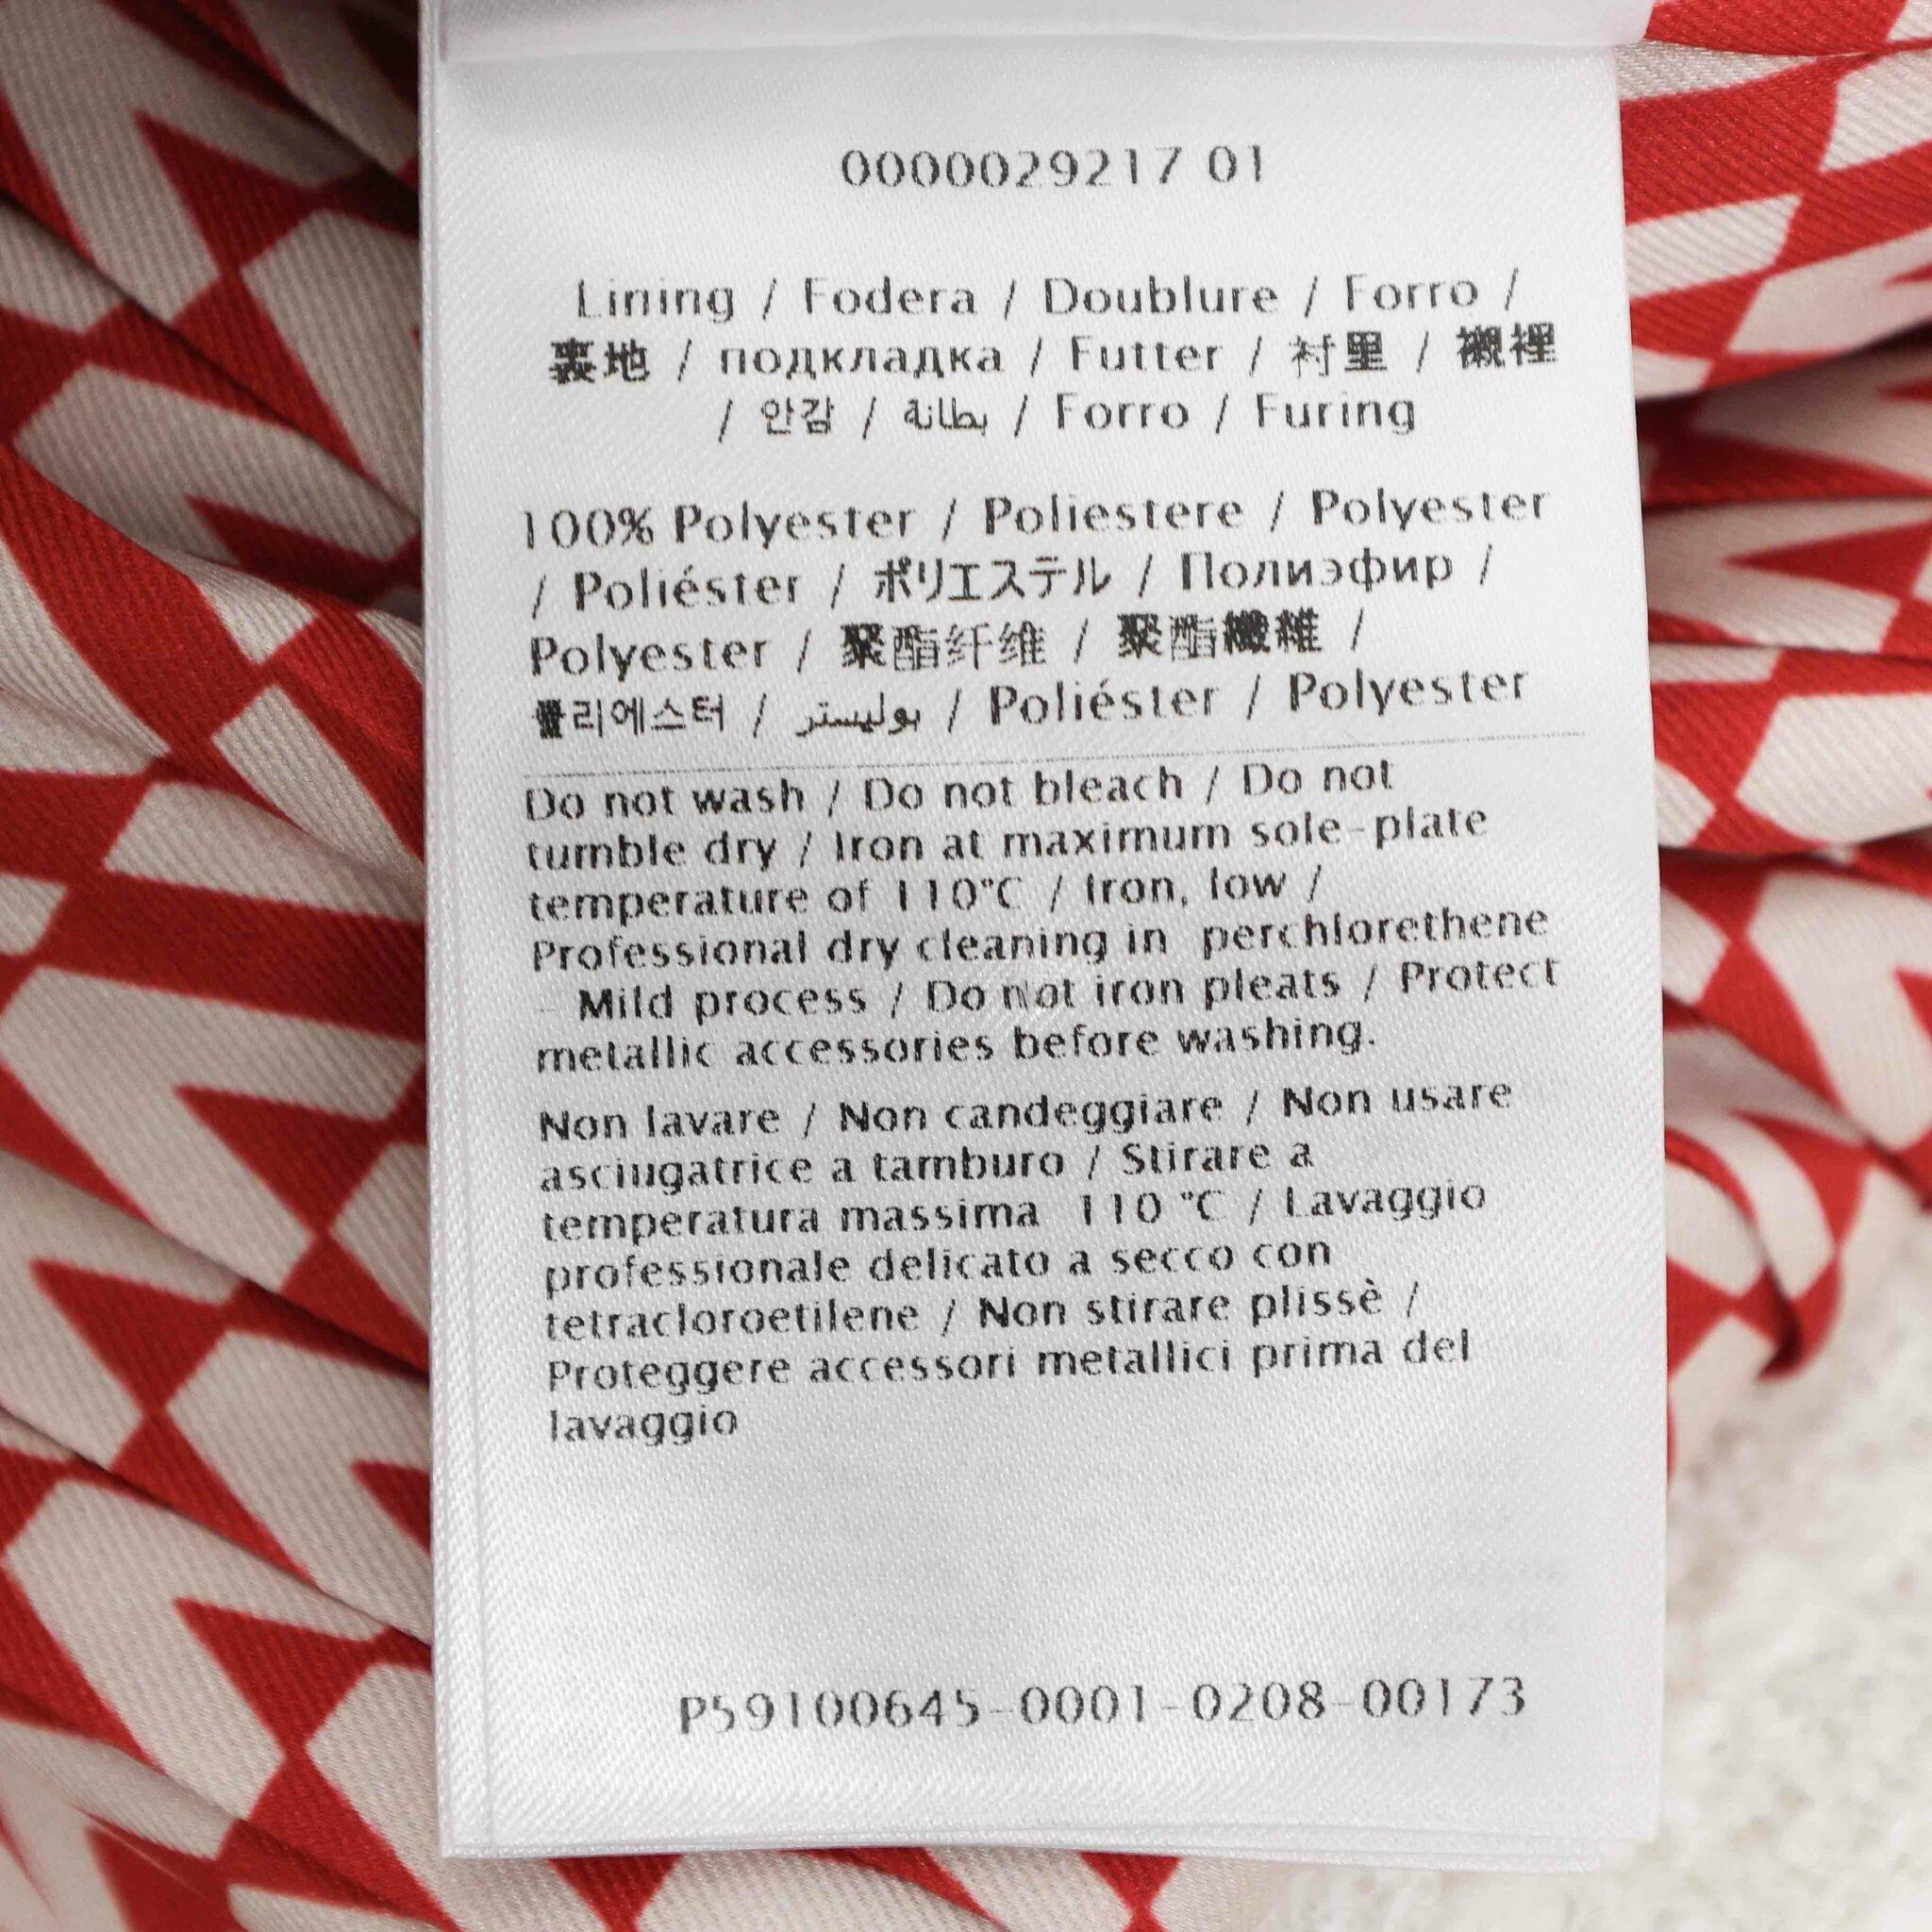 0000029217 01
Lining / Fodera / Doublure / Forro /
裏地 / подкладка / Futter / 衬里 / 襯裡
/ 안감 / بطانة / Forro / Furing
100% Polyester / Poliestere / Polyester
/ Poliéster / ポリエステル / Полиэфир /
Polyester / 聚酯纤维 / 聚酯纖維 /
폴리에스터 / بوليستر / Poliéster / Polyester
Do not wash / Do not bleach / Do not
tumble dry / Iron at maximum sole-plate
temperature of 110°C / Iron, low /
Professional dry cleaning in perchlorethene
- Mild process / Do not iron pleats / Protect
metallic accessories before washing.
Non lavare / Non candeggiare / Non usare
asciugatrice a tamburo / Stirare a
temperatura massima 110 °C / Lavaggio
professionale delicato a secco con
tetracloroetilene / Non stirare plissè /
Proteggere accessori metallici prima del
lavaggio
P59100645-0001-0208-00173